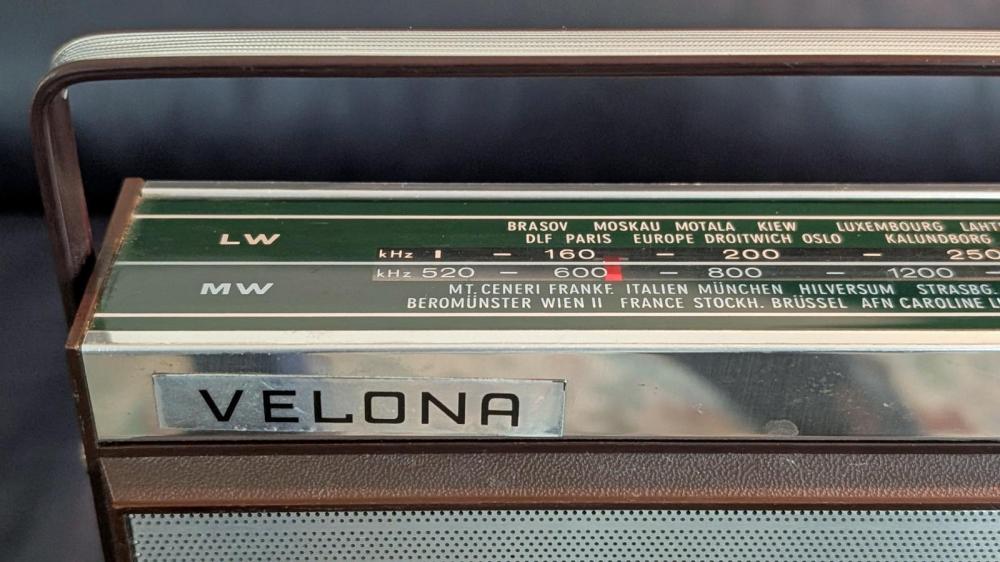 BRASOV MOSKAU MOTALA KIEW LUXEMBOURG
LW DLF PARIS EUROPE DROITWICH OSLO KALUNDBORG
kHz 160 – 200 – 250
kHz 520 – 600 – 800 – 1200 –
MW MT. CENERI FRANKF. ITALIEN MÜNCHEN HILVERSUM STRASBG.
BEROMÜNSTER WIEN II FRANCE STOCKH. BRÜSSEL AFN CAROLINE
VELONA